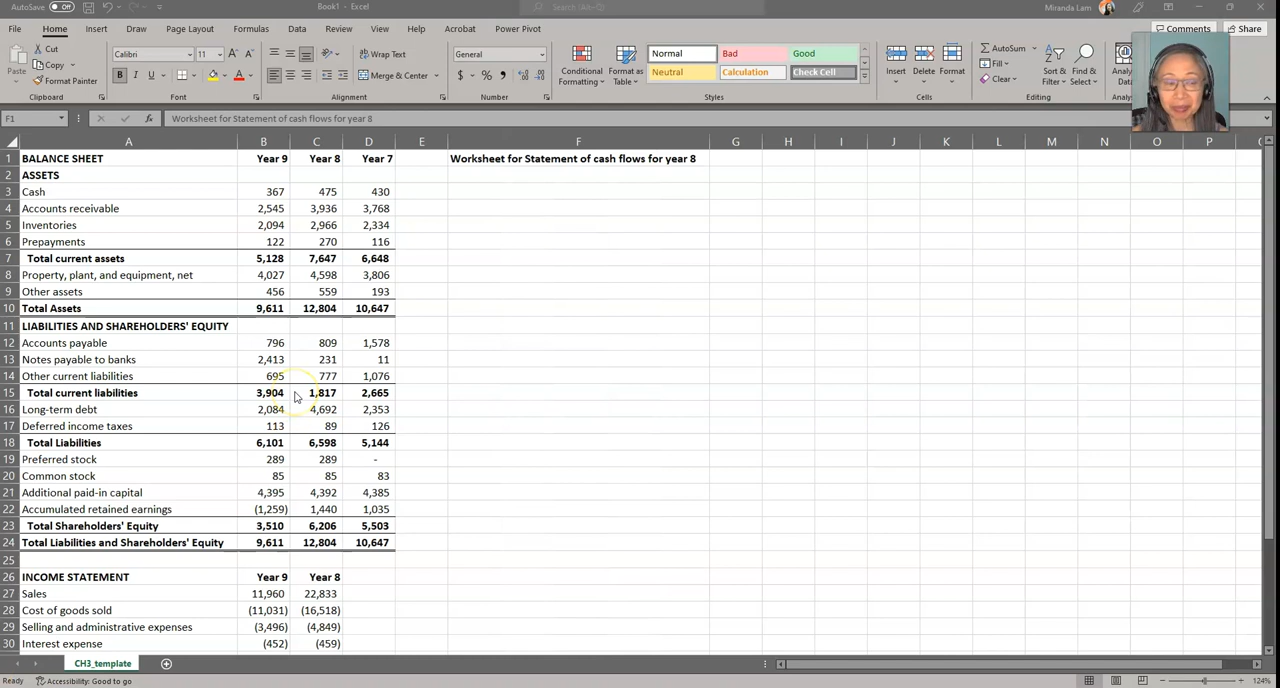 AutoSave Off Book1 - Excel Search (Alt+Q) Miranda Lam
File Home Insert Draw Page Layout Formulas Data Review View Help Acrobat Power Pivot Comments Share
Paste Cut Copy Format Painter Clipboard
Calibri 11 B I U Font
Wrap Text Merge & Center Alignment
General $ % Number
Conditional Formatting Format as Table Normal Bad Good Neutral Calculation Check Cell Styles
Insert Delete Format Cells
AutoSum Fill Clear Sort & Filter Find & Select Editing
F1 fx Worksheet for Statement of cash flows for year 8
A B C D E F G H I J K L M N O P
1 BALANCE SHEET Year 9 Year 8 Year 7 Worksheet for Statement of cash flows for year 8
2 ASSETS
3 Cash 367 475 430
4 Accounts receivable 2,545 3,936 3,768
5 Inventories 2,094 2,966 2,334
6 Prepayments 122 270 116
7 Total current assets 5,128 7,647 6,648
8 Property, plant, and equipment, net 4,027 4,598 3,806
9 Other assets 456 559 193
10 Total Assets 9,611 12,804 10,647
11 LIABILITIES AND SHAREHOLDERS' EQUITY
12 Accounts payable 796 809 1,578
13 Notes payable to banks 2,413 231 11
14 Other current liabilities 695 777 1,076
15 Total current liabilities 3,904 1,817 2,665
16 Long-term debt 2,084 4,692 2,353
17 Deferred income taxes 113 89 126
18 Total Liabilities 6,101 6,598 5,144
19 Preferred stock 289 289 -
20 Common stock 85 85 83
21 Additional paid-in capital 4,395 4,392 4,385
22 Accumulated retained earnings (1,259) 1,440 1,035
23 Total Shareholders' Equity 3,510 6,206 5,503
24 Total Liabilities and Shareholders' Equity 9,611 12,804 10,647
25
26 INCOME STATEMENT Year 9 Year 8
27 Sales 11,960 22,833
28 Cost of goods sold (11,031) (16,518)
29 Selling and administrative expenses (3,496) (4,849)
30 Interest expense (452) (459)
CH3_template
Ready Accessibility: Good to go 124%